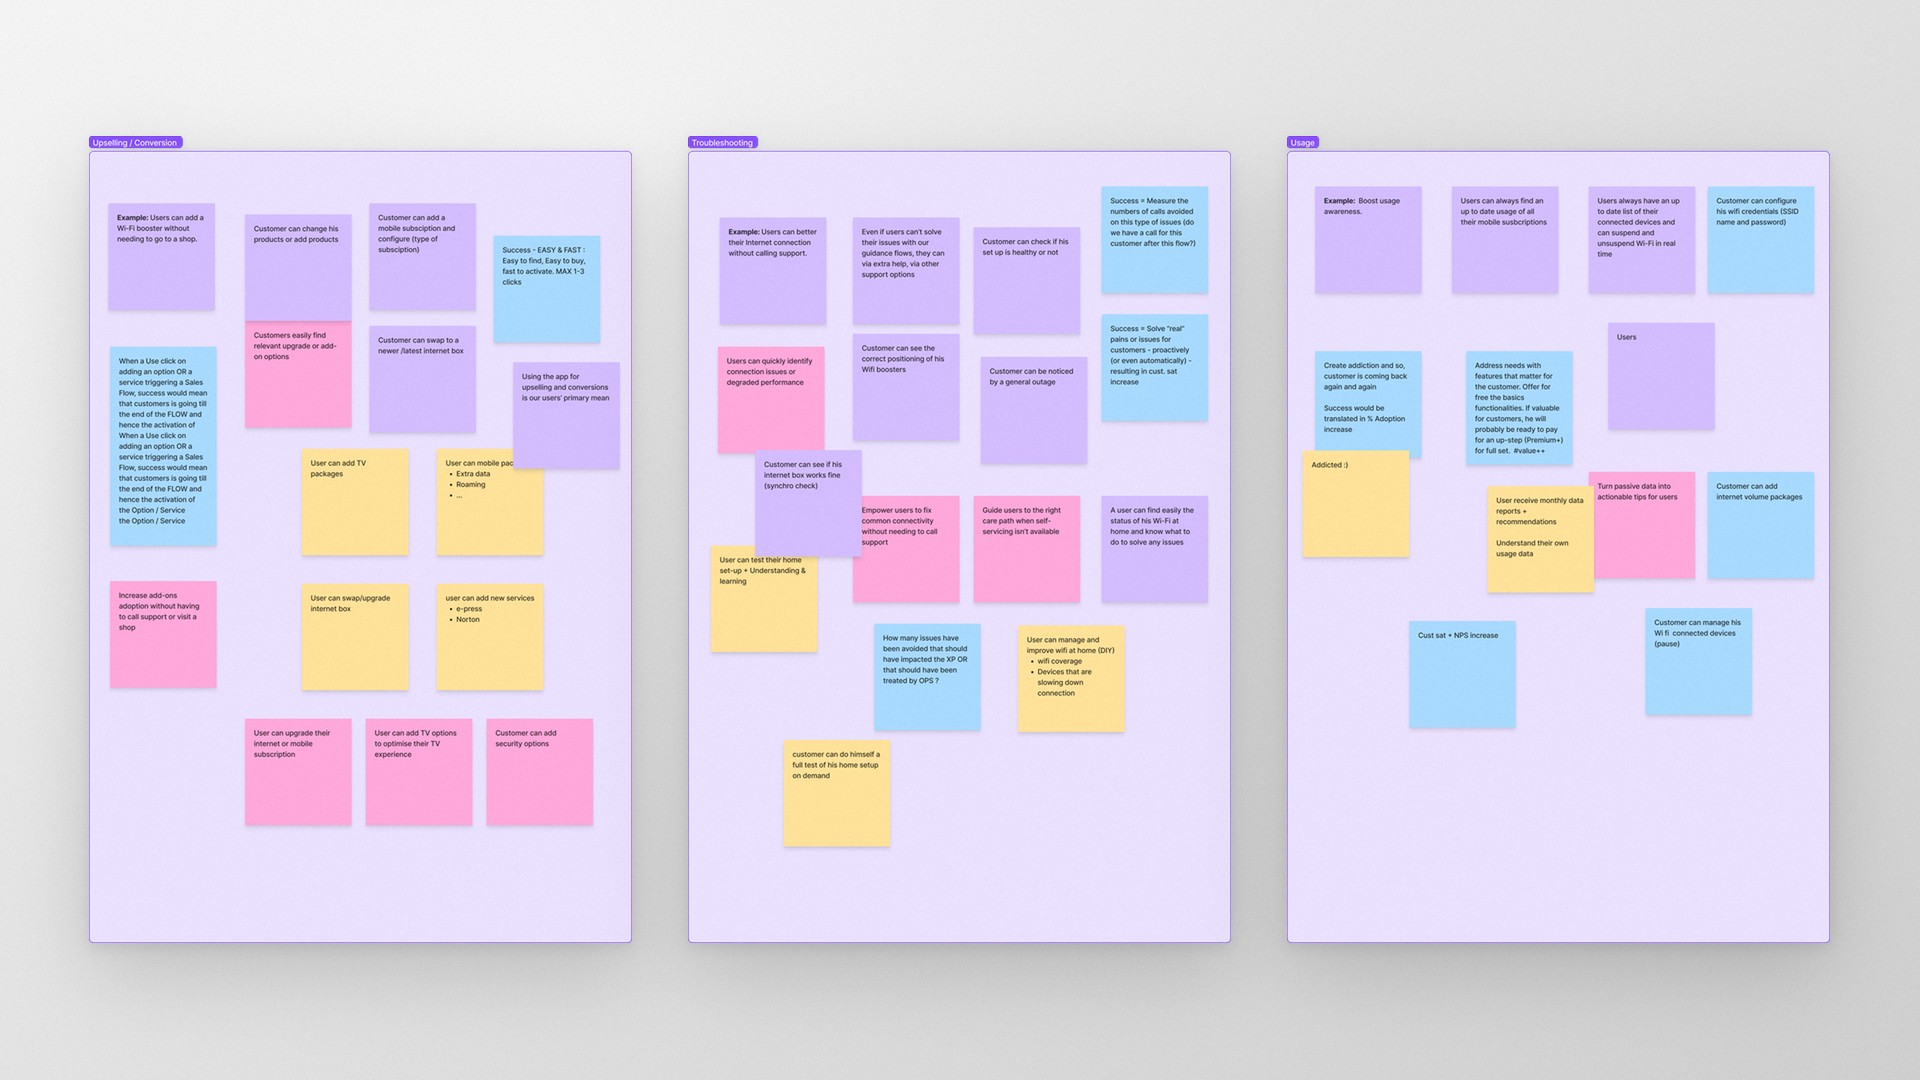 Upselling / Conversion
Example: Users can add a
Wi-Fi booster without
needing to go to a shop.
Customer can change his
products or add products
Customer can add a
mobile subsciption and
configure (type of
subsciption)
Success - EASY & FAST :
Easy to find, Easy to buy,
fast to activate. MAX 1-3
clicks
When a Use click on
adding an option OR a
service triggering a Sales
Flow, success would mean
that customers is going till
the end of the FLOW and
hence the activation of
When a Use click on
adding an option OR a
service triggering a Sales
Flow, success would mean
that customers is going till
the end of the FLOW and
hence the activation of
the Option / Service
the Option / Service
Customers easily find
relevant upgrade or add-
on options
Customer can swap to a
newer /latest internet box
Using the app for
upselling and conversions
is our users' primary mean
User can add TV
packages
User can mobile pac
• Extra data
• Roaming
• ...
Increase add-ons
adoption without having
to call support or visit a
shop
User can swap/upgrade
internet box
user can add new services
• e-press
• Norton
User can upgrade their
internet or mobile
subscription
User can add TV options
to optimise their TV
experience
Customer can add
security options
Troubleshooting
Example: Users can better
their Internet connection
without calling support.
Even if users can't solve
their issues with our
guidance flows, they can
via extra help, via other
support options
Customer can check if his
set up is healthy or not
Success = Measure the
numbers of calls avoided
on this type of issues (do
we have a call for this
customer after this flow?)
Users can quickly identify
connection issues or
degraded performance
Customer can see the
correct positioning of his
Wifi boosters
Customer can be noticed
by a general outage
Success = Solve "real"
pains or issues for
customers - proactively
(or even automatically) -
resulting in cust. sat
increase
Customer can see if his
internet box works fine
(synchro check)
Empower users to fix
common connectivity
without needing to call
support
Guide users to the right
care path when self-
servicing isn't available
A user can find easily the
status of his Wi-Fi at
home and know what to
do to solve any issues
User can test their home
set-up + Understanding &
learning
How many issues have
been avoided that should
have impacted the XP OR
that should have been
treated by OPS ?
User can manage and
improve wifi at home (DIY)
• wifi coverage
• Devices that are
slowing down
connection
customer can do himself a
full test of his home setup
on demand
Usage
Example: Boost usage
awareness.
Users can always find an
up to date usage of all
their mobile susbcriptions
Users always have an up
to date list of their
connected devices and
can suspend and
unsuspend Wi-Fi in real
time
Customer can configure
his wifi credentials (SSID
name and password)
Users
Create addiction and so,
customer is coming back
again and again
Success would be
translated in % Adoption
increase
Address needs with
features that matter for
the customer. Offer for
free the basics
functionalities. If valuable
for customers, he will
probably be ready to pay
for an up-step (Premium+)
for full set. #value++
Addicted :)
User receive monthly data
reports +
recommendations
Understand their own
usage data
Turn passive data into
actionable tips for users
Customer can add
internet volume packages
Cust sat + NPS increase
Customer can manage his
Wi fi connected devices
(pause)